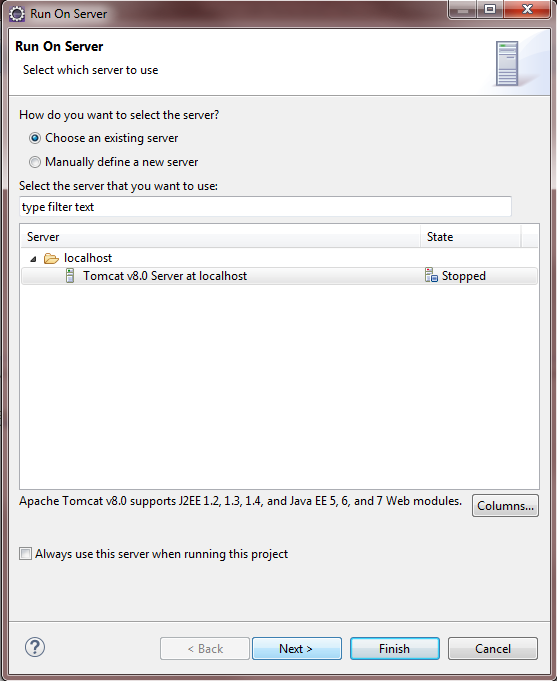 Run On Server
Run On Server
Select which server to use
How do you want to select the server?
Choose an existing server
Manually define a new server
Select the server that you want to use:
type filter text
Server State
localhost
Tomcat v8.0 Server at localhost Stopped
Apache Tomcat v8.0 supports J2EE 1.2, 1.3, 1.4, and Java EE 5, 6, and 7 Web modules.
Columns...
Always use this server when running this project
? < Back Next > Finish Cancel